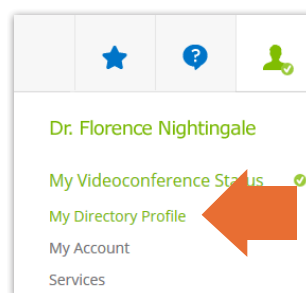 Dr. Florence Nightingale
My Videoconference Status
My Directory Profile
My Account
Services